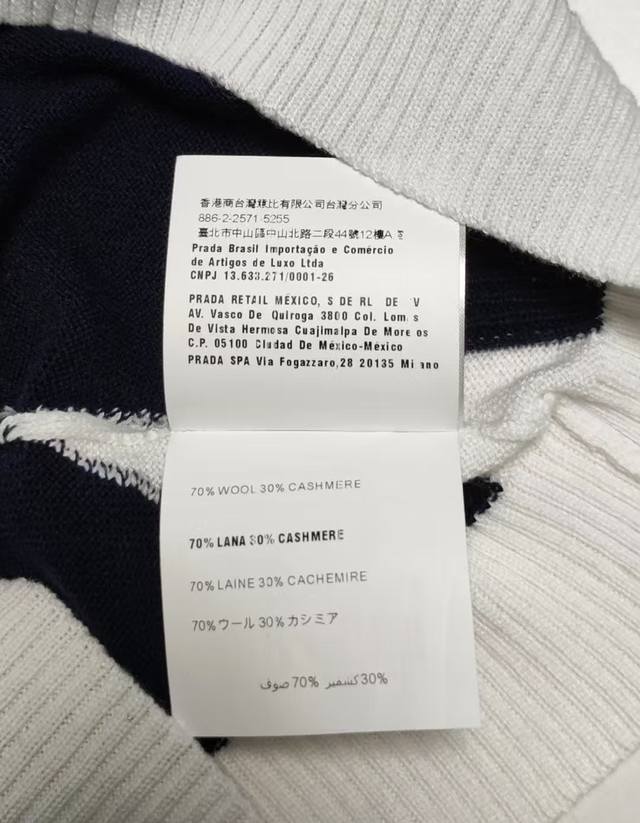 香港商台灣璞比有限公司台灣分公司
886-2-2571-5255
臺北市中山區中山北路二段44號12樓A
Prada Brasil Importação e Comércio
de Artigos de Luxo Ltda
CNPJ 13.633.271/0001-26
PRADA RETAIL MÉXICO, S DE RL DE V
AV. Vasco De Quiroga 3800 Col. Lom s
De Vista Hermosa Cuajimalpa De More os
C.P. 05100 Ciudad De México-México
PRADA SPA Via Fogazzaro,28 20135 Mi ano
70% WOOL 30% CASHMERE
70% LANA 30% CASHMERE
70% LAINE 30% CACHEMIRE
70%ウール 30%カシミア
30% كشمير 70% صوف